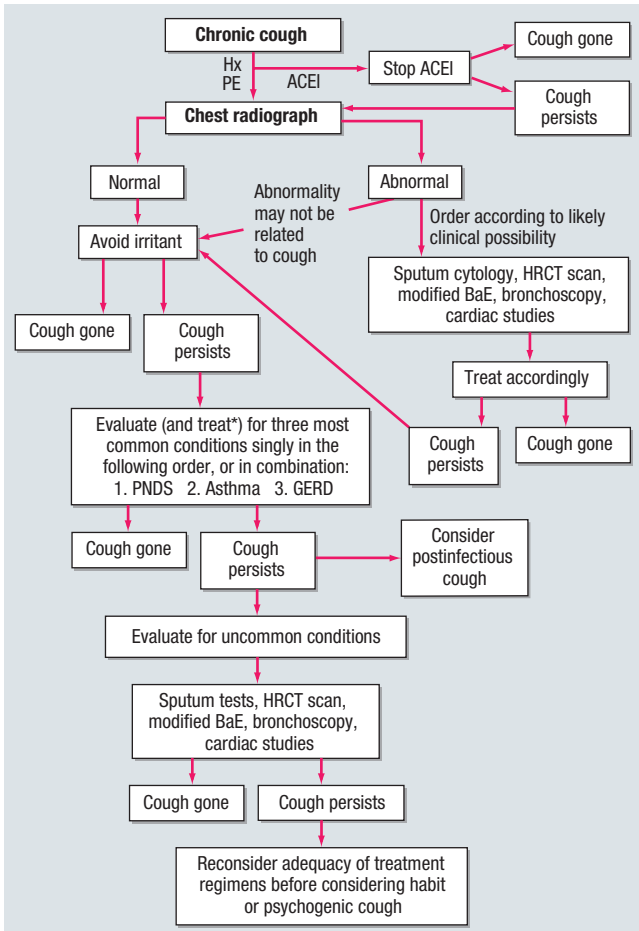 Chronic cough
Hx
PE
ACEI
Stop ACEI
Cough gone
Cough
persists
Chest radiograph
Normal
Abnormal
Abnormality
may not be
related
to cough
Order according to likely
clinical possibility
Avoid irritant
Sputum cytology, HRCT scan,
modified BaE, bronchoscopy,
cardiac studies
Cough gone
Cough
persists
Treat accordingly
Cough
persists
Cough gone
Evaluate (and treat*) for three most
common conditions singly in the
following order, or in combination:
1. PNDS 2. Asthma 3. GERD
Cough gone
Cough
persists
Consider
postinfectious
cough
Evaluate for uncommon conditions
Sputum tests, HRCT scan,
modified BaE, bronchoscopy,
cardiac studies
Cough gone
Cough persists
Reconsider adequacy of treatment
regimens before considering habit
or psychogenic cough